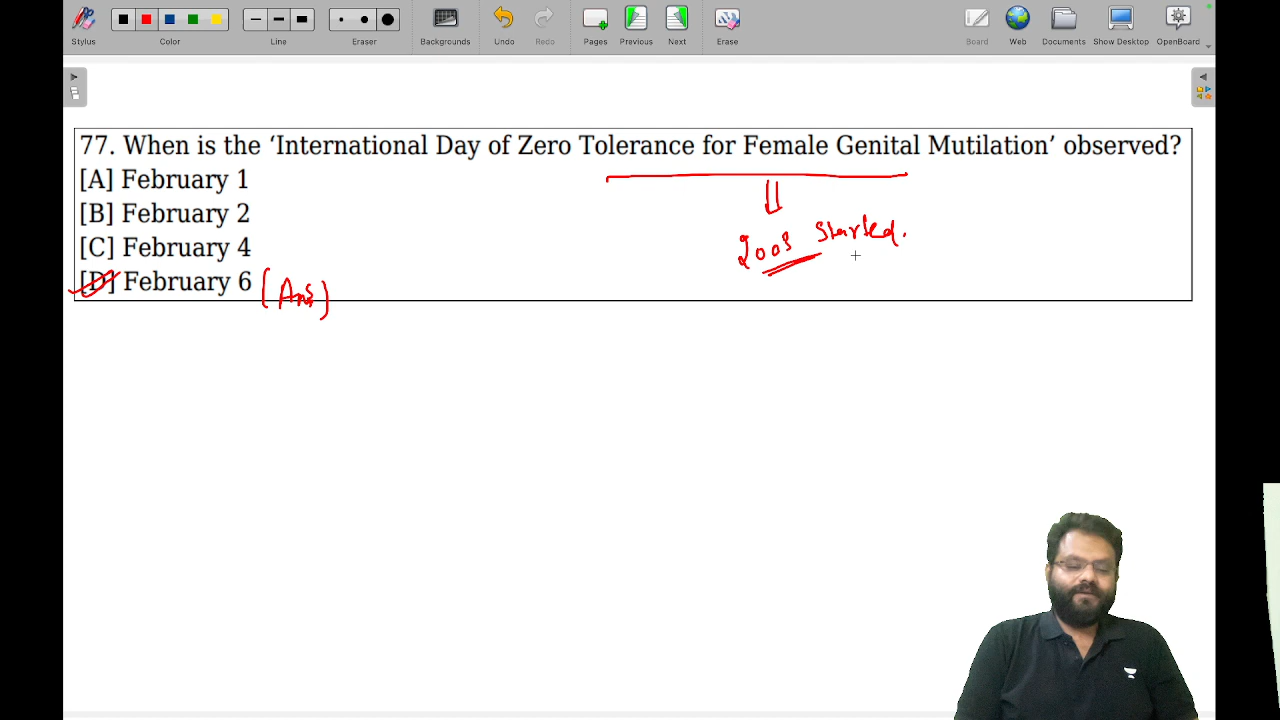 Stylus
Color
Line
Eraser
Backgrounds
Undo
Redo
Pages
Previous
Next
Erase
Board
Web
Documents
Show Desktop
OpenBoard
77. When is the ‘International Day of Zero Tolerance for Female Genital Mutilation’ observed?
[A] February 1
[B] February 2
[C] February 4
[D] February 6 (Ans)
2003 started.